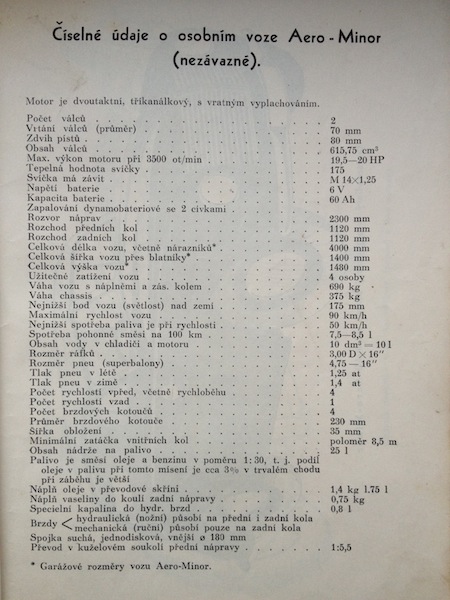 Číselné údaje o osobním voze Aero - Minor
(nezávazné).
Motor je dvoutaktní, tříkanálkový, s vratným vyplachováním.
Počet válců . . . . . . . . . . . . 2
Vrtání válců (průměr) . . . . . . . . . . . . 70 mm
Zdvih pístů . . . . . . . . . . . . 80 mm
Obsah válců . . . . . . . . . . . . 615,75 cm³
Max. výkon motoru při 3500 ot/min . . . . . . . . 19,5—20 HP
Tepelná hodnota svíčky . . . . . . . . . . . 175
Svíčka má závit . . . . . . . . . . . . M 14×1,25
Napětí baterie . . . . . . . . . . . . 6 V
Kapacita baterie . . . . . . . . . . . . 60 Ah
Zapalování dynamobateriové se 2 cívkami .
Rozvor náprav . . . . . . . . . . . . 2300 mm
Rozchod předních kol . . . . . . . . . . . 1120 mm
Rozchod zadních kol . . . . . . . . . . . 1120 mm
Celková délka vozu, včetně nárazníků* . . . . . . . 4000 mm
Celková šířka vozu přes blatníky* . . . . . . . . 1400 mm
Celková výška vozu* . . . . . . . . . . . 1480 mm
Užitečné zatížení vozu . . . . . . . . . . . 4 osoby
Váha vozu s náplněmi a zás. kolem . . . . . . . . 690 kg
Váha chassis . . . . . . . . . . . . 375 kg
Nejnižší bod vozu (světlost) nad zemí . . . . . . . 175 mm
Maximální rychlost vozu . . . . . . . . . . 90 km/h
Nejnižší spotřeba paliva je při rychlosti . . . . . . . 50 km/h
Spotřeba pohonné směsi na 100 km . . . . . . . . 7,5—8,5 l
Obsah vody v chladiči a motoru . . . . . . . . . 10 dm³ = 10 l
Rozměr ráfků . . . . . . . . . . . . 3,00 D × 16"
Rozměr pneu (superbalony) . . . . . . . . . . 4,75 — 16"
Tlak pneu v létě . . . . . . . . . . . . 1,25 at
Tlak pneu v zimě . . . . . . . . . . . . 1,4 at
Počet rychlostí vpřed, včetně rychloběhu . . . . . . 4
Počet rychlostí vzad . . . . . . . . . . . 1
Počet brzdových kotoučů . . . . . . . . . . 4
Průměr brzdového kotouče . . . . . . . . . . 230 mm
Šířka obložení . . . . . . . . . . . . 35 mm
Minimální zatáčka vnitřních kol . . . . . . . . . poloměr 8,5 m
Obsah nádrže na palivo . . . . . . . . . . . 25 l
Palivo je směsí oleje a benzinu v poměru 1 : 30, t. j. podíl
oleje v palivu při tomto mísení je cca 3% v trvalém chodu
při záběhu je větší
Náplň oleje v převodové skříni . . . . . . . . . 1,4 kg 1.75 l
Náplň vaseliny do koulí zadní nápravy . . . . . . . 0,75 kg
Specielní kapalina do hydr. brzd . . . . . . . . . 0,8 l
Brzdy < hydraulická (nožní) působí na přední i zadní kola
mechanická (ruční) působí pouze na zadní kola
Spojka suchá, jednodisková, vnější ø 180 mm
Převod v kuželovém soukolí přední nápravy . . . . . . 1:5,5
* Garážové rozměry vozu Aero-Minor.